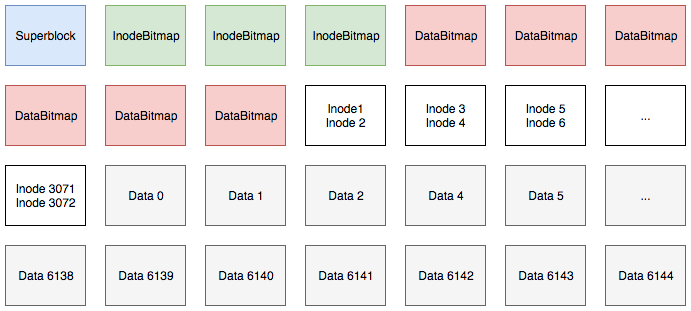 Superblock
InodeBitmap
InodeBitmap
InodeBitmap
DataBitmap
DataBitmap
DataBitmap
DataBitmap
DataBitmap
DataBitmap
Inode1
Inode 2
Inode 3
Inode 4
Inode 5
Inode 6
...
Inode 3071
Inode 3072
Data 0
Data 1
Data 2
Data 4
Data 5
...
Data 6138
Data 6139
Data 6140
Data 6141
Data 6142
Data 6143
Data 6144